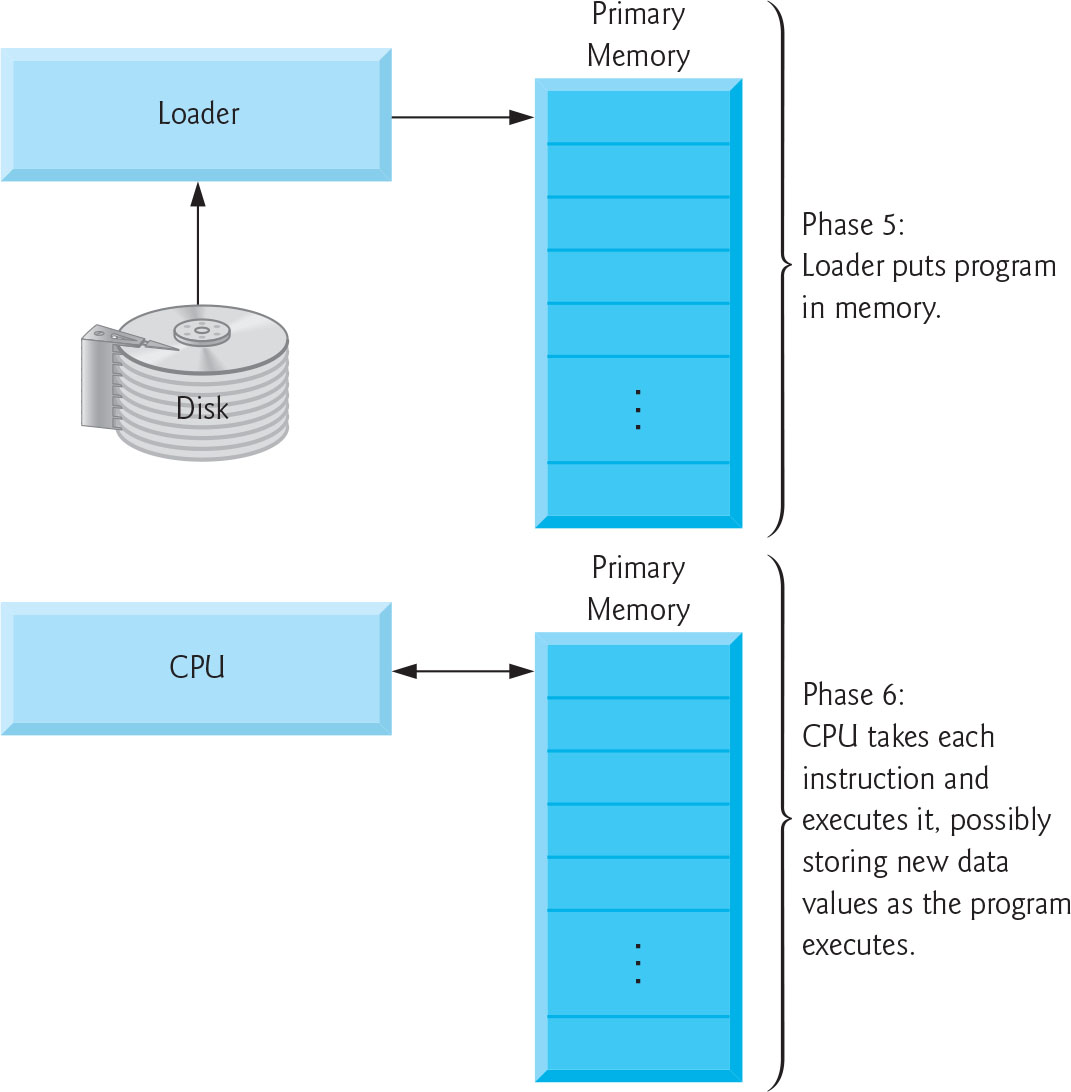 Primary
Memory
Loader
Disk
Phase 5:
Loader puts program
in memory.
Primary
Memory
CPU
Phase 6:
CPU takes each
instruction and
executes it, possibly
storing new data
values as the program
executes.